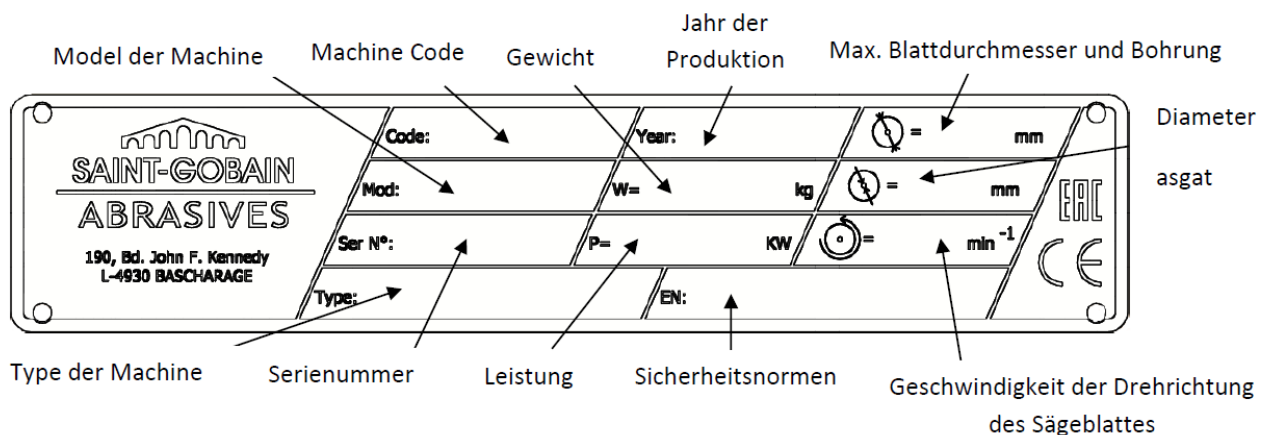 Jahr der
Produktion
Model der Machine
Machine Code
Gewicht
Max. Blattdurchmesser und Bohrung
Diameter
asgat
SAINT-GOBAIN
ABRASIVES
190, Bd. John F. Kennedy
L-4930 BASCHARAGE
Code:
Year:
= mm
Mod:
W= kg
= mm
Ser N°:
P= KW
= min⁻¹
Type:
EN:
EAC
CE
Type der Machine
Serienummer
Leistung
Sicherheitsnormen
Geschwindigkeit der Drehrichtung
des Sägeblattes